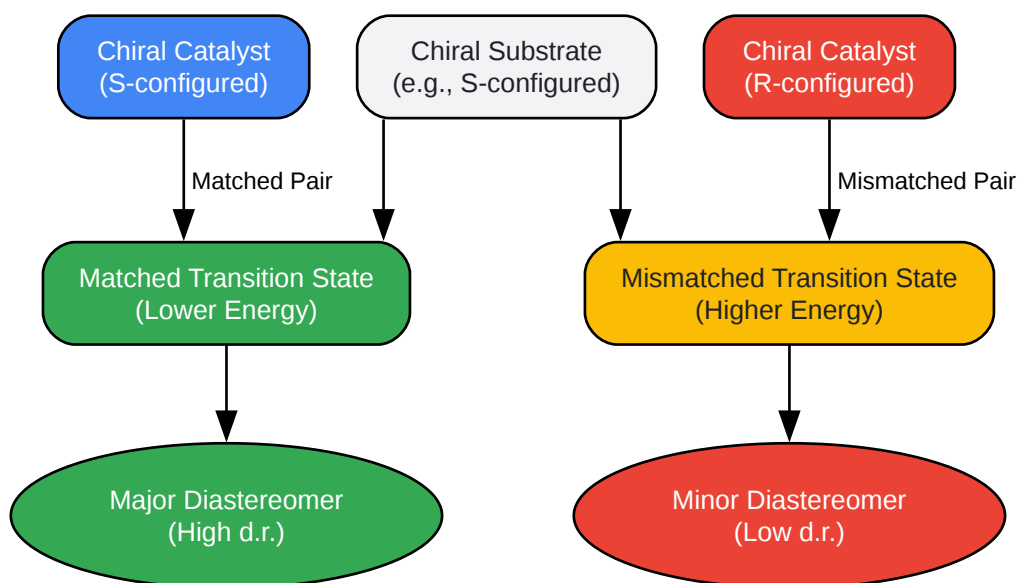 Chiral Catalyst
(S-configured)
Chiral Substrate
(e.g., S-configured)
Chiral Catalyst
(R-configured)
Matched Pair
Mismatched Pair
Matched Transition State
(Lower Energy)
Mismatched Transition State
(Higher Energy)
Major Diastereomer
(High d.r.)
Minor Diastereomer
(Low d.r.)